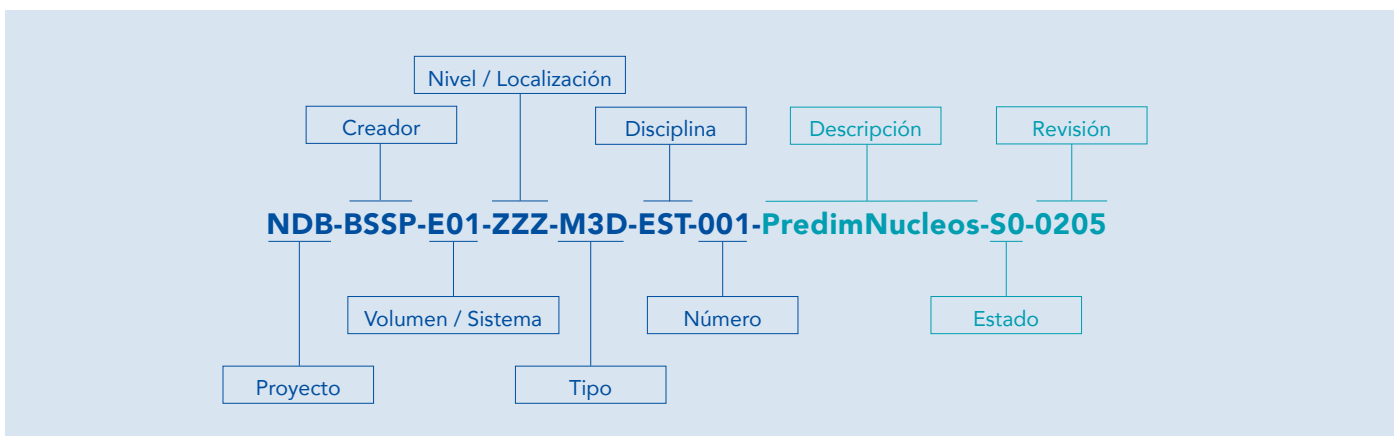 Nivel / Localización
Creador
Disciplina
Descripción
Revisión
NDB-BSSP-E01-ZZZ-M3D-EST-001-PredimNucleos-S0-0205
Volumen / Sistema
Número
Estado
Proyecto
Tipo